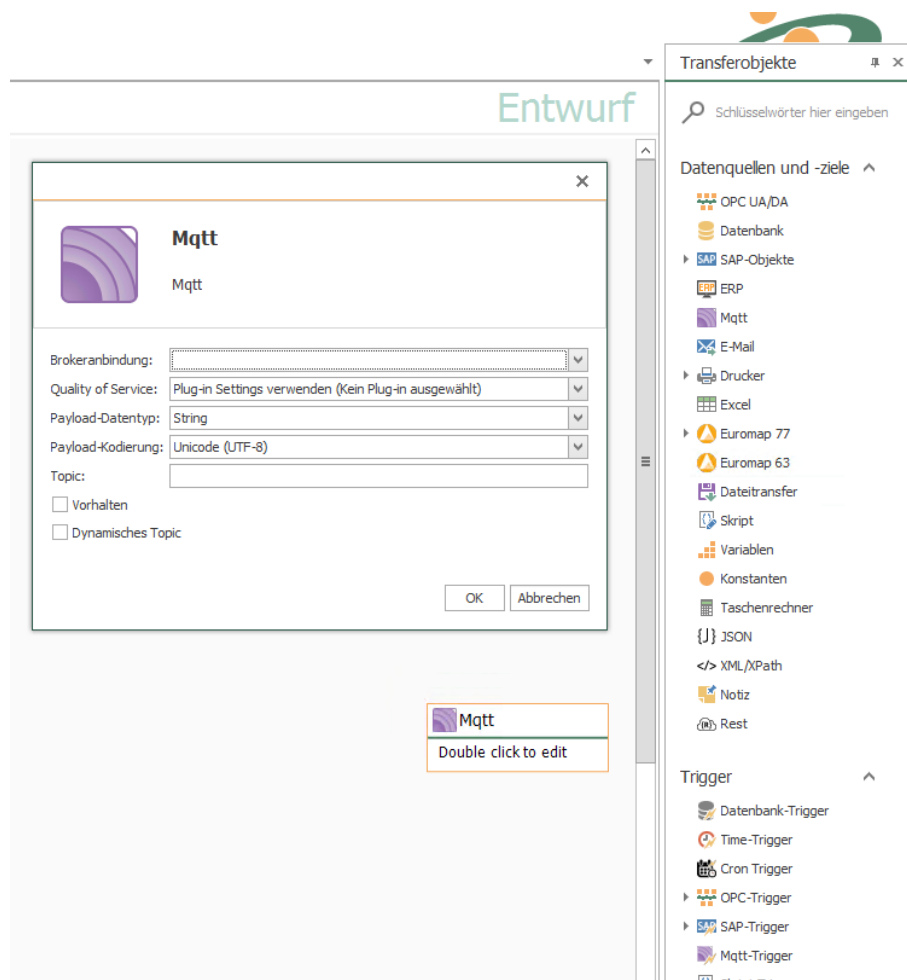 Transferobjekte
Entwurf
Schlüsselwörter hier eingeben
Mqtt
Mqtt
Brokeranbindung:
Quality of Service: Plug-in Settings verwenden (Kein Plug-in ausgewählt)
Payload-Datentyp: String
Payload-Kodierung: Unicode (UTF-8)
Topic:
Vorhalten
Dynamisches Topic
OK Abbrechen
Mqtt
Double click to edit
Datenquellen und -ziele
OPC UA/DA
Datenbank
SAP SAP-Objekte
ERP ERP
Mqtt
E-Mail
Drucker
Excel
Euromap 77
Euromap 63
Dateitransfer
Skript
Variablen
Konstanten
Taschenrechner
{J} JSON
</> XML/XPath
Notiz
(R) Rest
Trigger
Datenbank-Trigger
Time-Trigger
Cron Trigger
OPC-Trigger
SAP SAP-Trigger
Mqtt-Trigger